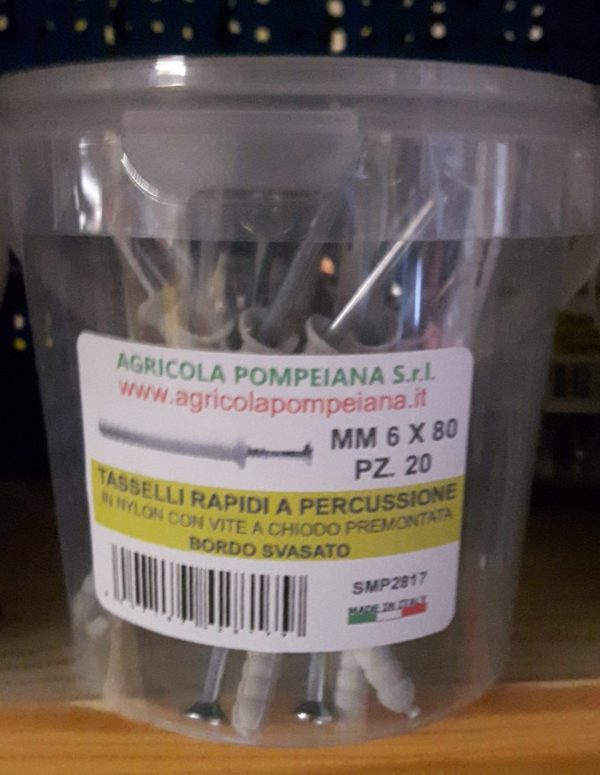 AGRICOLA POMPEIANA S.r.l.
www.agricolapompeiana.it
MM 6 X 80
PZ. 20
TASSELLI RAPIDI A PERCUSSIONE
IN NYLON CON VITE A CHIODO PREMONTATA
BORDO SVASATO
SMP2817
MADE IN ITALY